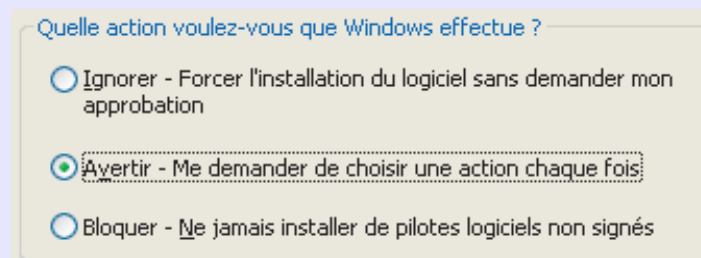 Quelle action voulez-vous que Windows effectue ?
Ignorer - Forcer l'installation du logiciel sans demander mon
approbation
Avertir - Me demander de choisir une action chaque fois
Bloquer - Ne jamais installer de pilotes logiciels non signés